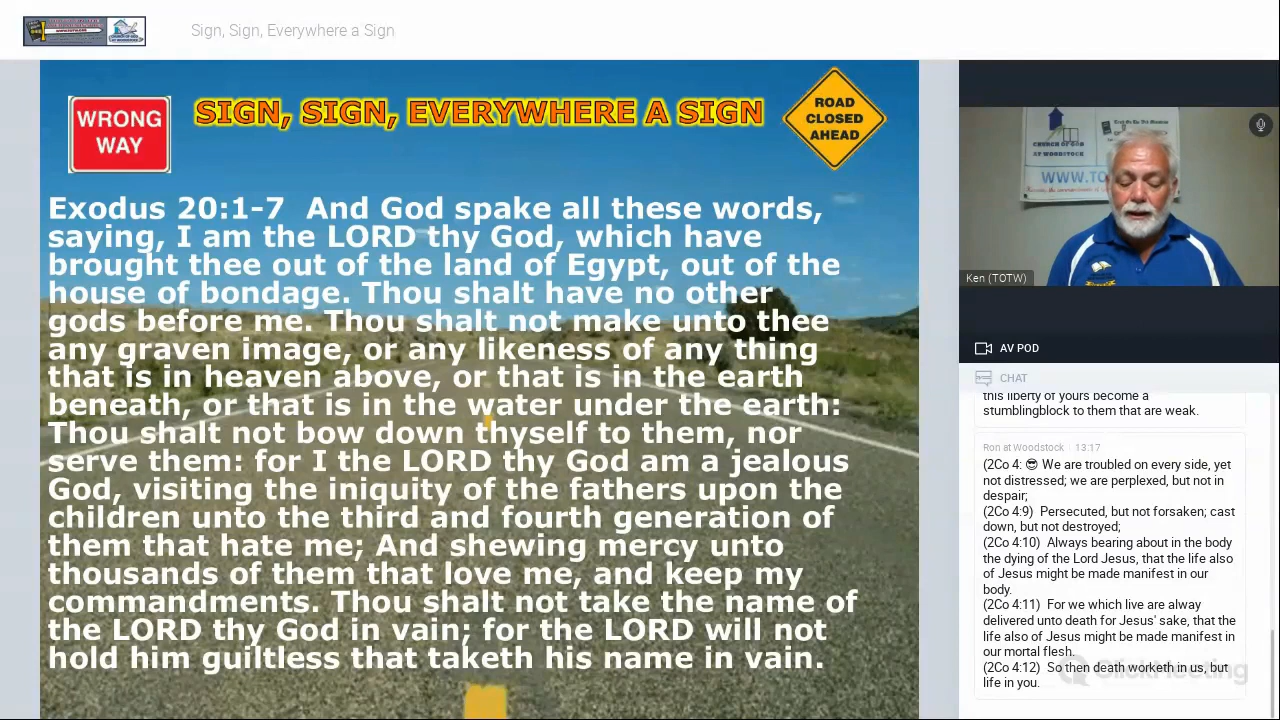 Sign, Sign, Everywhere a Sign
WRONG
WAY
SIGN, SIGN, EVERYWHERE A SIGN
ROAD
CLOSED
AHEAD
Exodus 20:1-7  And God spake all these words,
saying, I am the LORD thy God, which have
brought thee out of the land of Egypt, out of the
house of bondage. Thou shalt have no other
gods before me. Thou shalt not make unto thee
any graven image, or any likeness of any thing
that is in heaven above, or that is in the earth
beneath, or that is in the water under the earth:
Thou shalt not bow down thyself to them, nor
serve them: for I the LORD thy God am a jealous
God, visiting the iniquity of the fathers upon the
children unto the third and fourth generation of
them that hate me; And shewing mercy unto
thousands of them that love me, and keep my
commandments. Thou shalt not take the name of
the LORD thy God in vain; for the LORD will not
hold him guiltless that taketh his name in vain.
CHURCH OF GOD
AT WOODSTOCK
WWW.TO
Ken (TOTW)
AV POD
CHAT
this liberty of yours become a
stumblingblock to them that are weak.
Ron at Woodstock 13:17
(2Co 4: 😎 We are troubled on every side, yet
not distressed; we are perplexed, but not in
despair;
(2Co 4:9)  Persecuted, but not forsaken; cast
down, but not destroyed;
(2Co 4:10)  Always bearing about in the body
the dying of the Lord Jesus, that the life also
of Jesus might be made manifest in our
body.
(2Co 4:11)  For we which live are alway
delivered unto death for Jesus' sake, that the
life also of Jesus might be made manifest in
our mortal flesh.
(2Co 4:12)  So then death worketh in us, but
life in you.
ClickMeeting